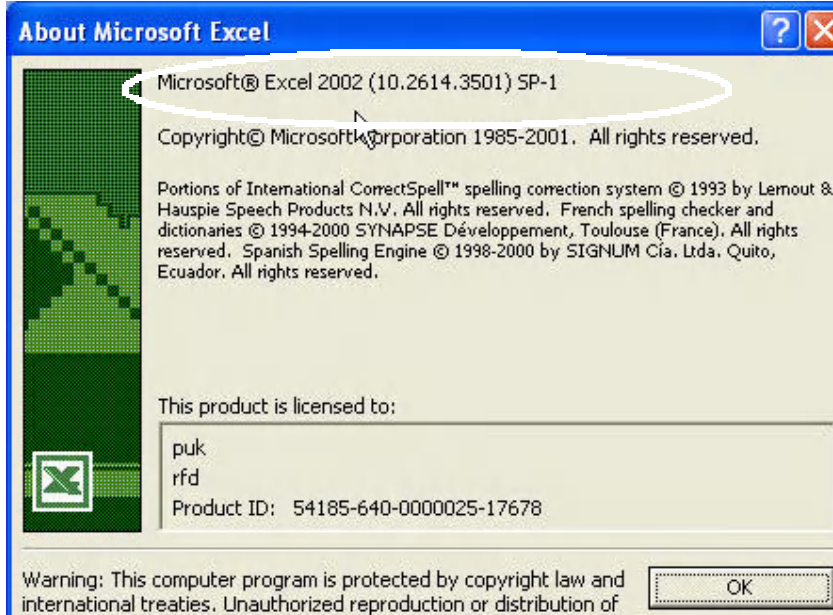 About Microsoft Excel
Microsoft® Excel 2002 (10.2614.3501) SP-1
Copyright© Microsoft Corporation 1985-2001. All rights reserved.
Portions of International CorrectSpell™ spelling correction system © 1993 by Lernout &
Hauspie Speech Products N.V. All rights reserved. French spelling checker and
dictionaries © 1994-2000 SYNAPSE Développement, Toulouse (France). All rights
reserved. Spanish Spelling Engine © 1998-2000 by SIGNUM Cía. Ltda. Quito,
Ecuador. All rights reserved.
This product is licensed to:
puk
rfd
Product ID: 54185-640-0000025-17678
Warning: This computer program is protected by copyright law and
international treaties. Unauthorized reproduction or distribution of
OK